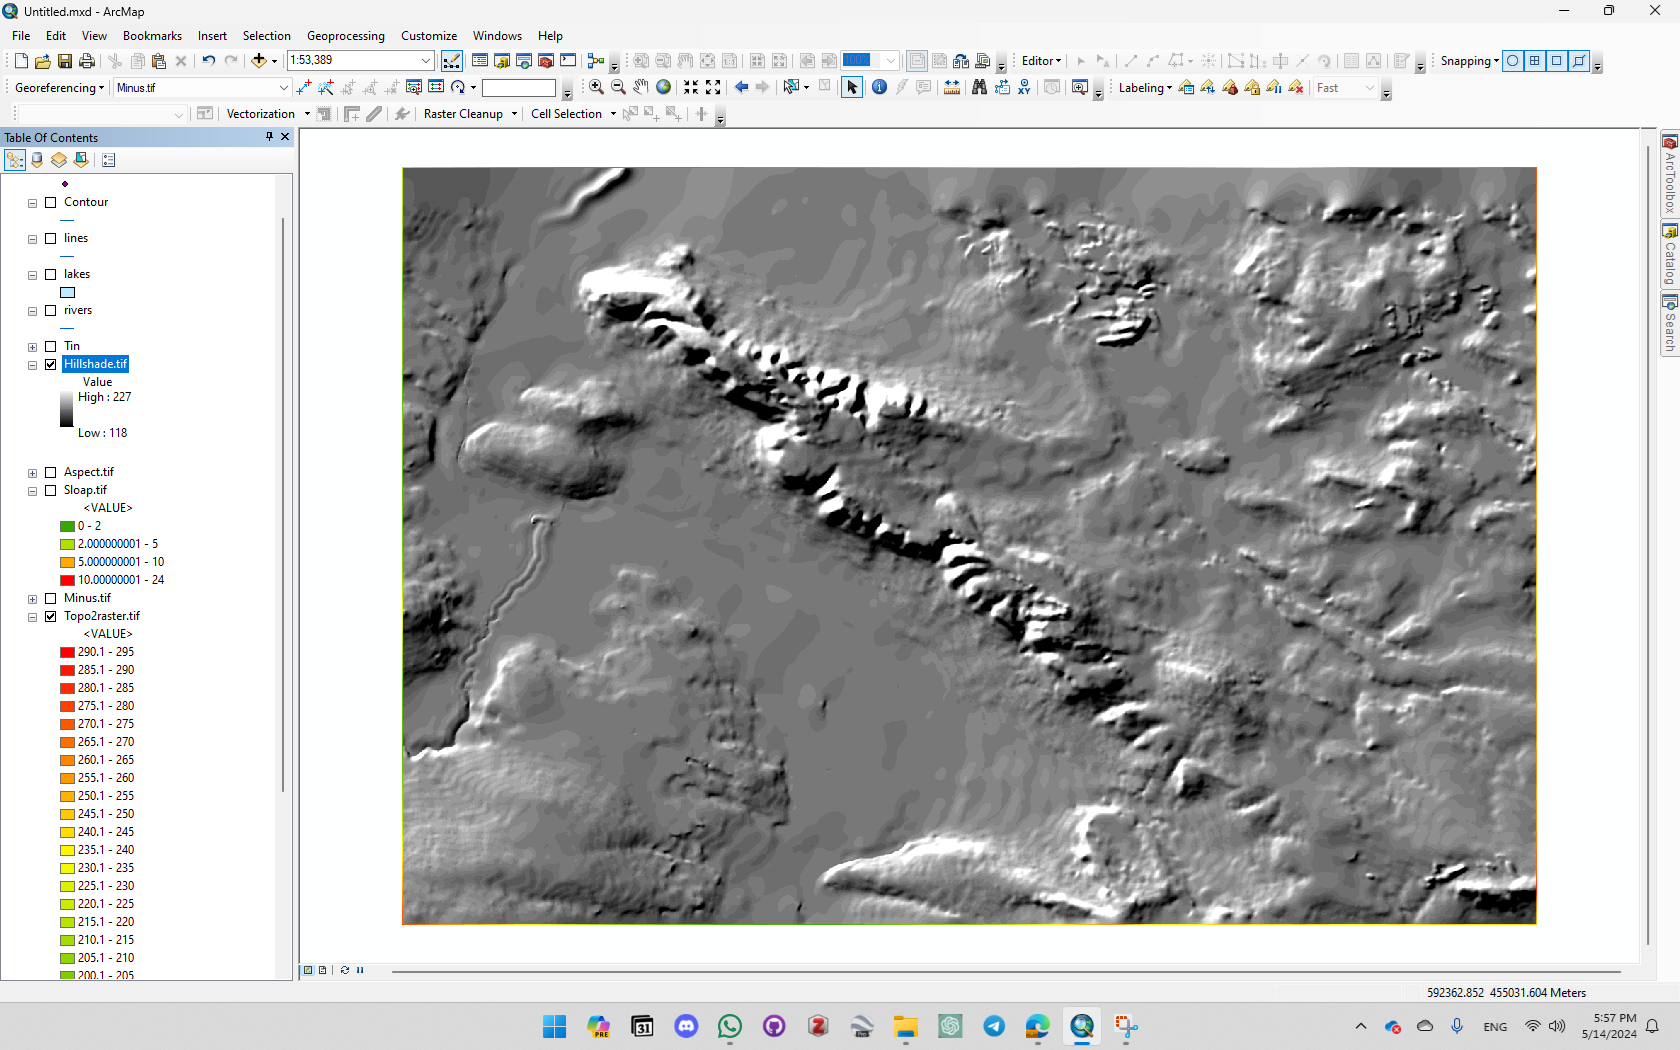 Untitled.mxd - ArcMap
File Edit View Bookmarks Insert Selection Geoprocessing Customize Windows Help
1:53,389 100% Editor Snapping
Georeferencing Minus.tif Labeling Fast
Vectorization Raster Cleanup Cell Selection
Table Of Contents
Contour
lines
lakes
rivers
Tin
Hillshade.tif
Value
High : 227
Low : 118
Aspect.tif
Sloap.tif
<VALUE>
0 - 2
2.000000001 - 5
5.000000001 - 10
10.00000001 - 24
Minus.tif
Topo2raster.tif
<VALUE>
290.1 - 295
285.1 - 290
280.1 - 285
275.1 - 280
270.1 - 275
265.1 - 270
260.1 - 265
255.1 - 260
250.1 - 255
245.1 - 250
240.1 - 245
235.1 - 240
230.1 - 235
225.1 - 230
220.1 - 225
215.1 - 220
210.1 - 215
205.1 - 210
200.1 - 205
ArcToolbox
Catalog
Search
592362.852 455031.604 Meters
PRE
31
Z
Pro
ENG
5:57 PM
5/14/2024